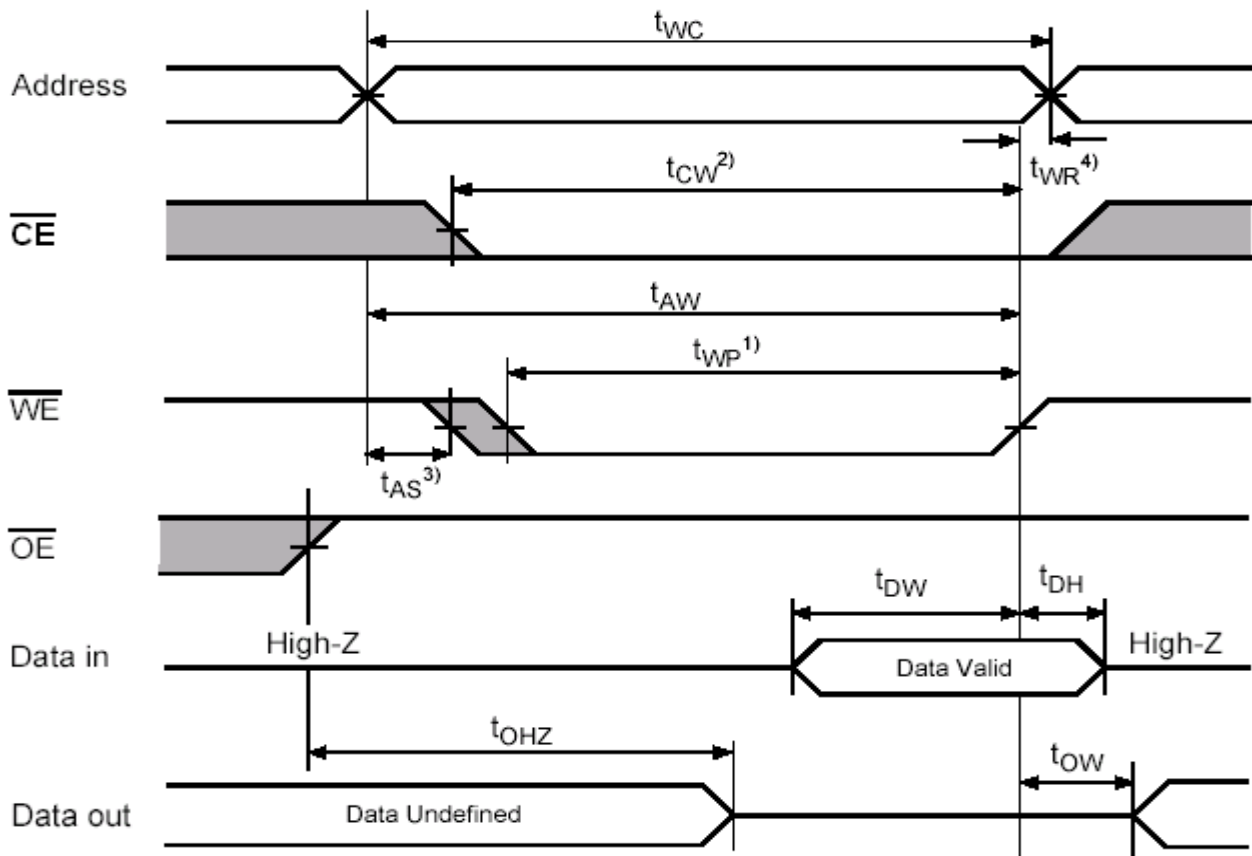 tWC
Address
tCW2)
tWR4)
CE
tAW
tWP1)
WE
tAS3)
OE
tDW
tDH
Data in
High-Z
Data Valid
High-Z
tOHZ
tOW
Data out
Data Undefined